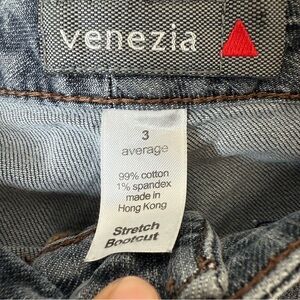 venezia
3
average
99% cotton
1% spandex
made in
Hong Kong
Stretch
Bootcut